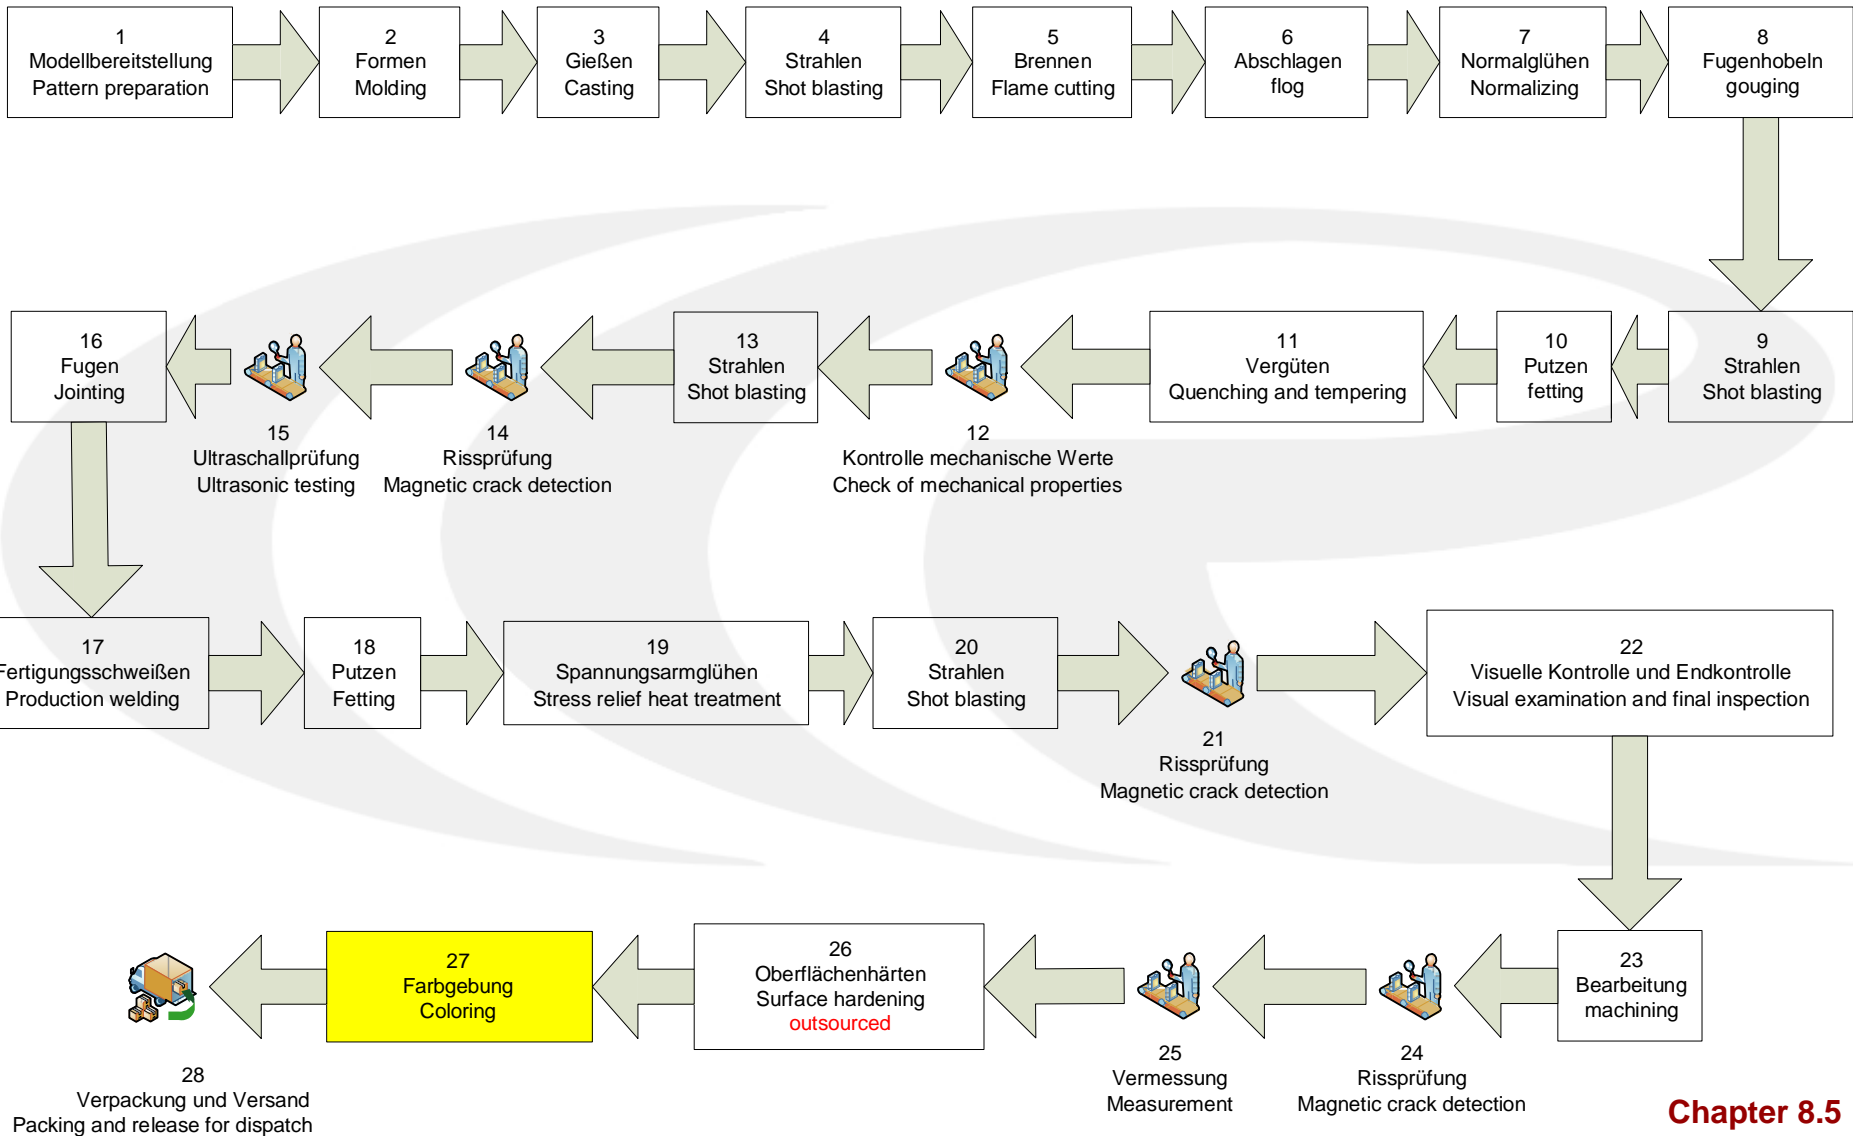 1
Modellbereitstellung
Pattern preparation
2
Formen
Molding
3
Gießen
Casting
4
Strahlen
Shot blasting
5
Brennen
Flame cutting
6
Abschlagen
flog
7
Normalglühen
Normalizing
8
Fugenhobeln
gouging
16
Fugen
Jointing
15
Ultraschallprüfung
Ultrasonic testing
14
Rissprüfung
Magnetic crack detection
13
Strahlen
Shot blasting
12
Kontrolle mechanische Werte
Check of mechanical properties
11
Vergüten
Quenching and tempering
10
Putzen
fetting
9
Strahlen
Shot blasting
17
Fertigungsschweißen
Production welding
18
Putzen
Fetting
19
Spannungsarmglühen
Stress relief heat treatment
20
Strahlen
Shot blasting
21
Rissprüfung
Magnetic crack detection
22
Visuelle Kontrolle und Endkontrolle
Visual examination and final inspection
28
Verpackung und Versand
Packing and release for dispatch
27
Farbgebung
Coloring
26
Oberflächenhärten
Surface hardening
outsourced
25
Vermessung
Measurement
24
Rissprüfung
Magnetic crack detection
23
Bearbeitung
machining
Chapter 8.5